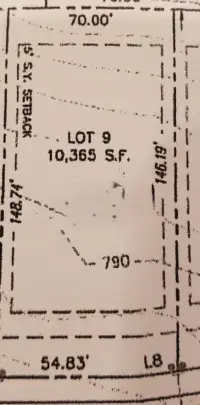 70.00'
5' S.Y. SETBACK
LOT 9
10,365 S.F.
146.19'
148.74'
790
54.83'
L8